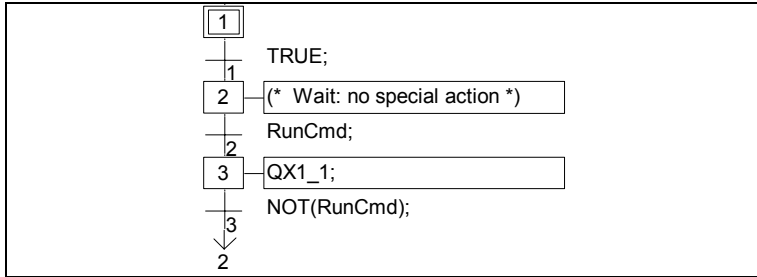 1
TRUE;
1
2 (* Wait: no special action *)
RunCmd;
2
3 QX1_1;
NOT(RunCmd);
3
2